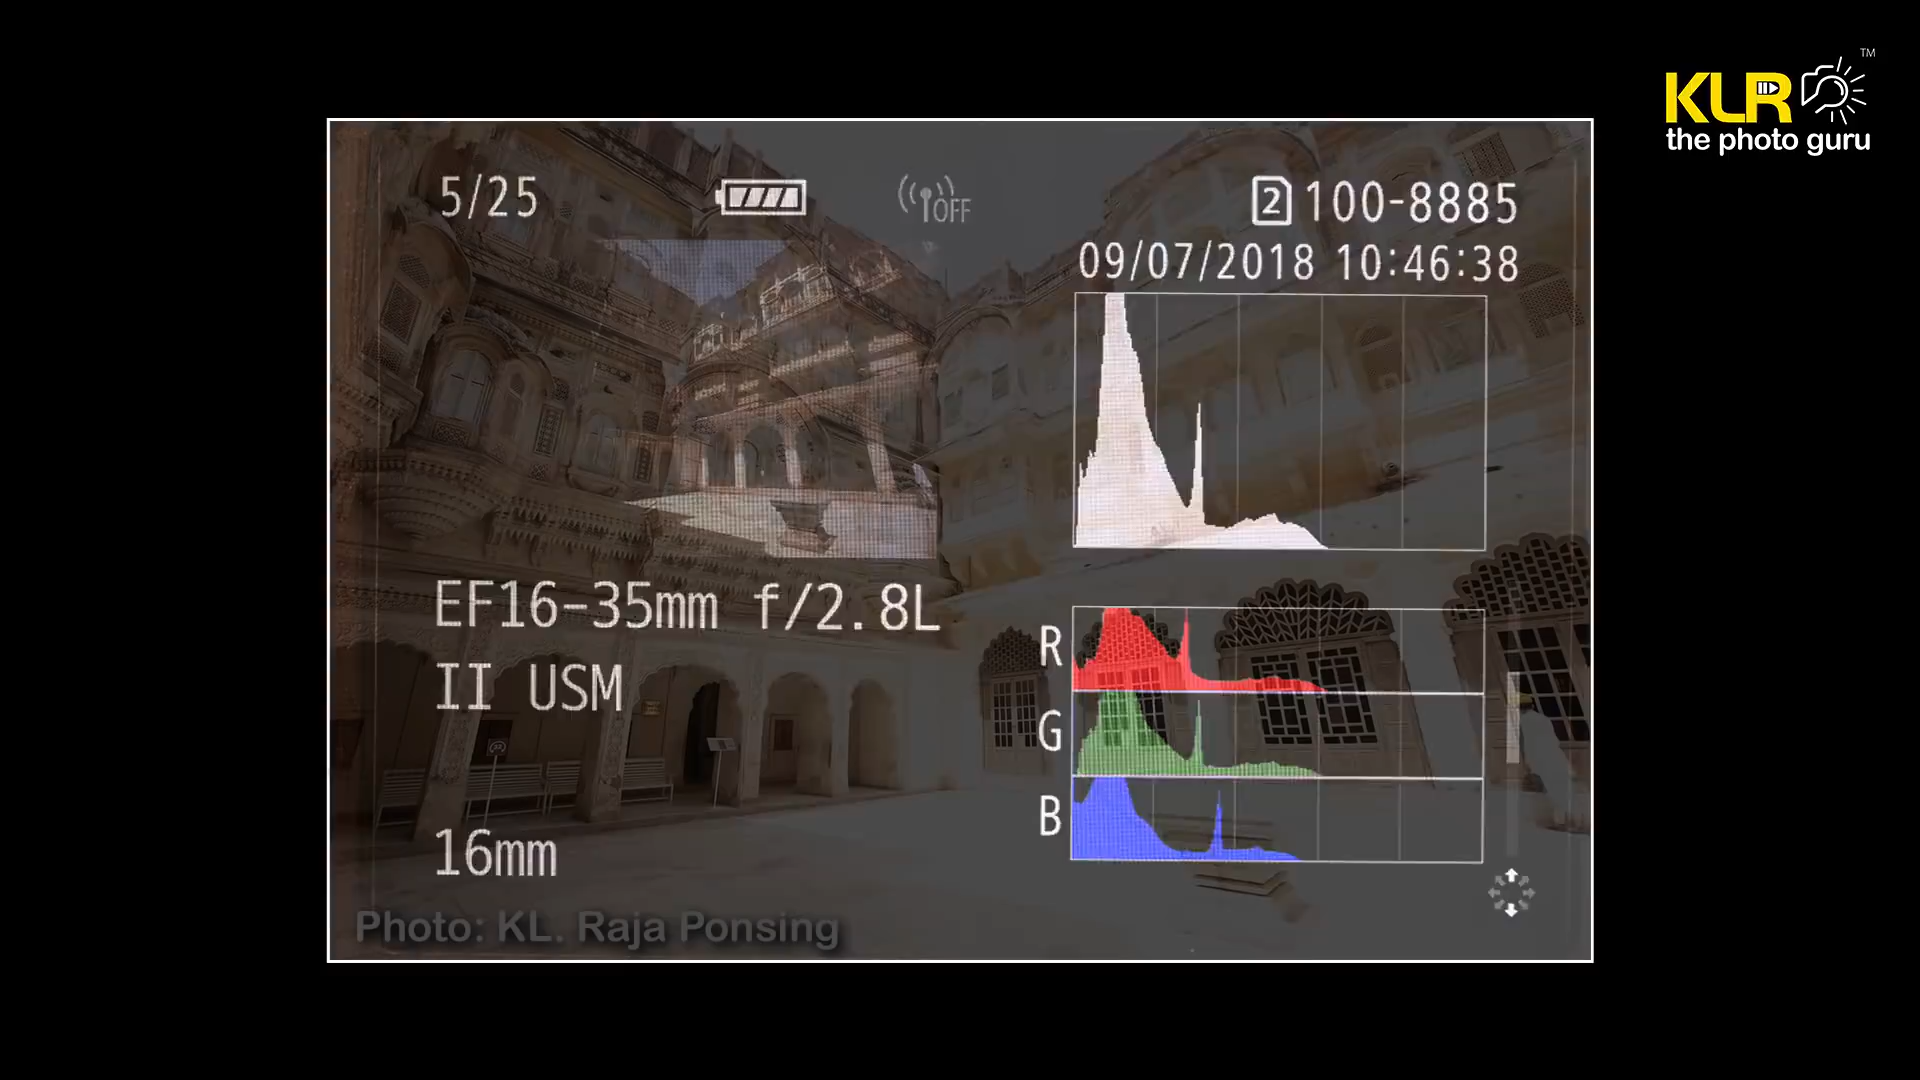 TM
KLR
the photo guru
5/25
OFF
2 100-8885
09/07/2018 10:46:38
EF16-35mm f/2.8L
II USM
R
G
B
16mm
Photo: KL. Raja Ponsing